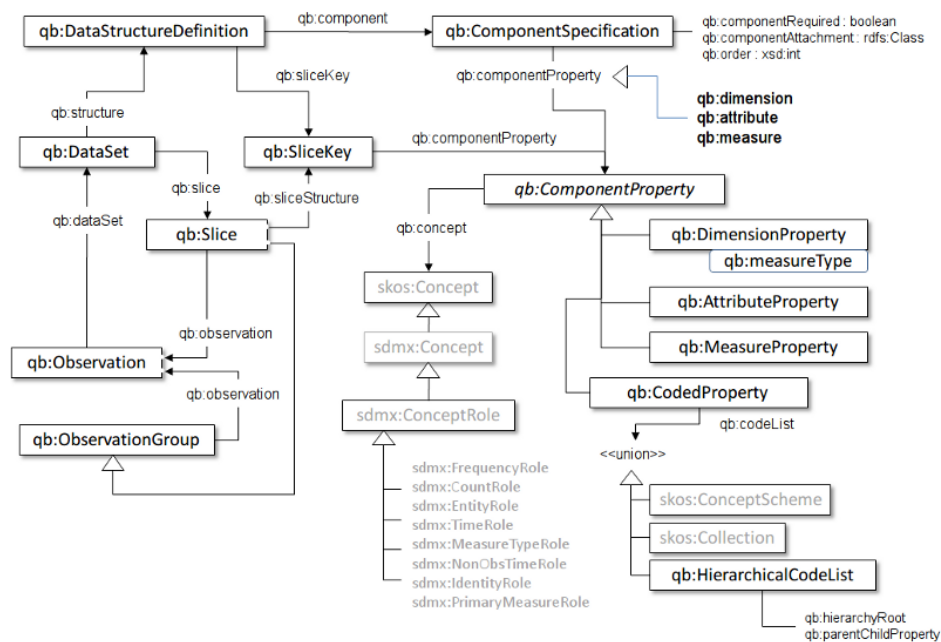 qb:DataStructureDefinition
qb:component
qb:ComponentSpecification
qb:componentRequired : boolean
qb:componentAttachment : rdfs:Class
qb:order : xsd:int
qb:sliceKey
qb:componentProperty
qb:dimension
qb:attribute
qb:measure
qb:structure
qb:DataSet
qb:SliceKey
qb:componentProperty
qb:slice
qb:sliceStructure
qb:ComponentProperty
qb:dataSet
qb:Slice
qb:concept
qb:DimensionProperty
qb:measureType
skos:Concept
qb:AttributeProperty
qb:observation
sdmx:Concept
qb:MeasureProperty
qb:Observation
qb:observation
qb:CodedProperty
qb:codeList
sdmx:ConceptRole
qb:ObservationGroup
<<union>>
sdmx:FrequencyRole
sdmx:CountRole
sdmx:EntityRole
sdmx:TimeRole
sdmx:MeasureTypeRole
sdmx:NonObsTimeRole
sdmx:IdentityRole
sdmx:PrimaryMeasureRole
skos:ConceptScheme
skos:Collection
qb:HierarchicalCodeList
qb:hierarchyRoot
qb:parentChildProperty